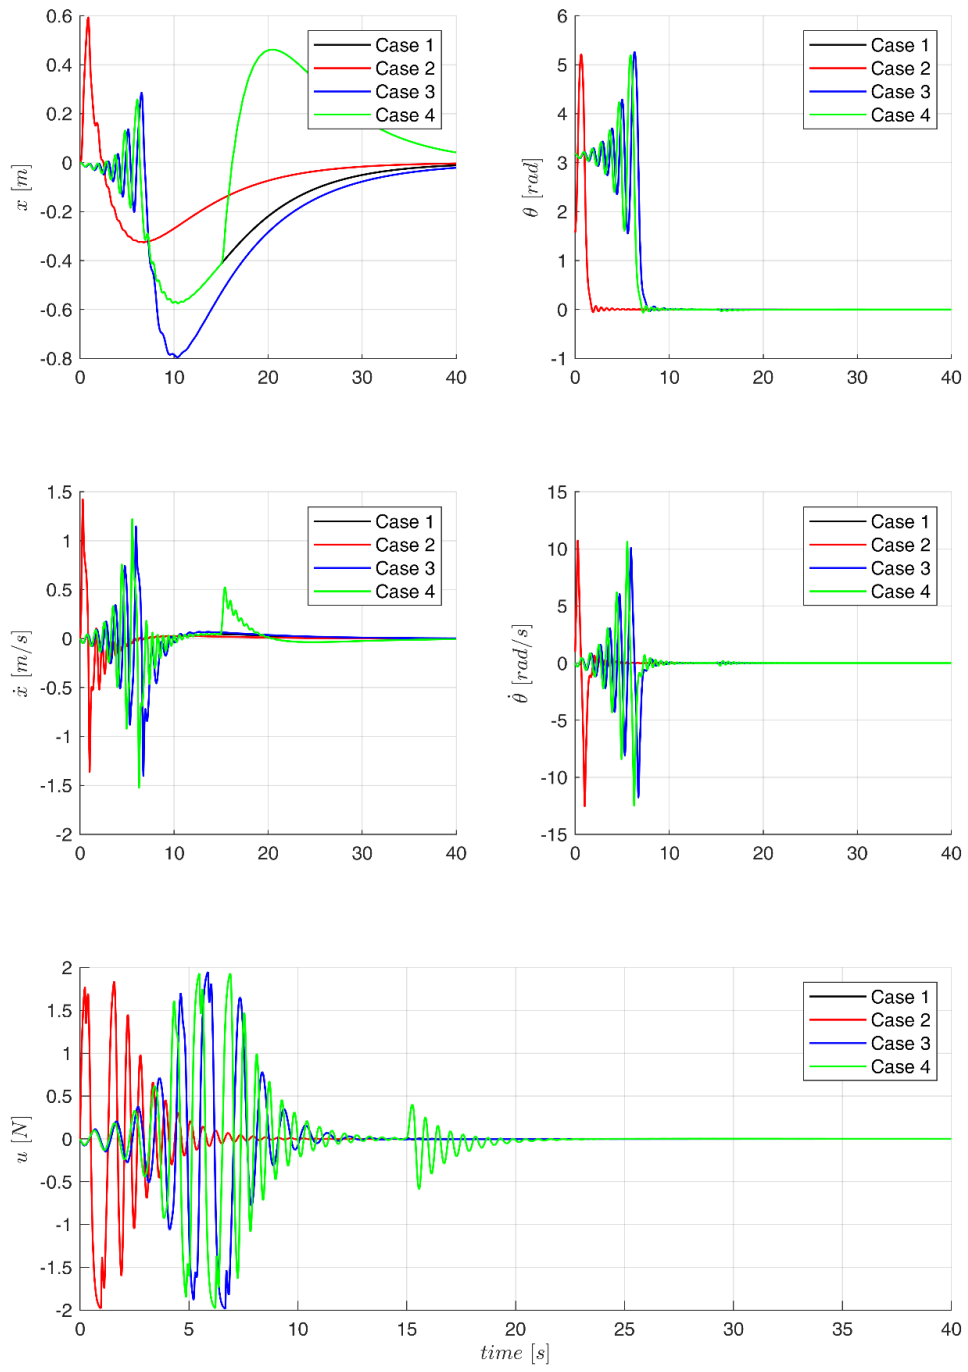 0.6
0.4
0.2
0
-0.2
-0.4
-0.6
-0.8
x [m]
0
10
20
30
40
Case 1
Case 2
Case 3
Case 4
6
5
4
3
2
1
0
-1
θ [rad]
0
10
20
30
40
Case 1
Case 2
Case 3
Case 4
1.5
1
0.5
0
-0.5
-1
-1.5
-2
ẋ [m/s]
0
10
20
30
40
Case 1
Case 2
Case 3
Case 4
15
10
5
0
-5
-10
-15
θ̇ [rad/s]
0
10
20
30
40
Case 1
Case 2
Case 3
Case 4
2
1.5
1
0.5
0
-0.5
-1
-1.5
-2
u [N]
0
5
10
15
20
25
30
35
40
time [s]
Case 1
Case 2
Case 3
Case 4